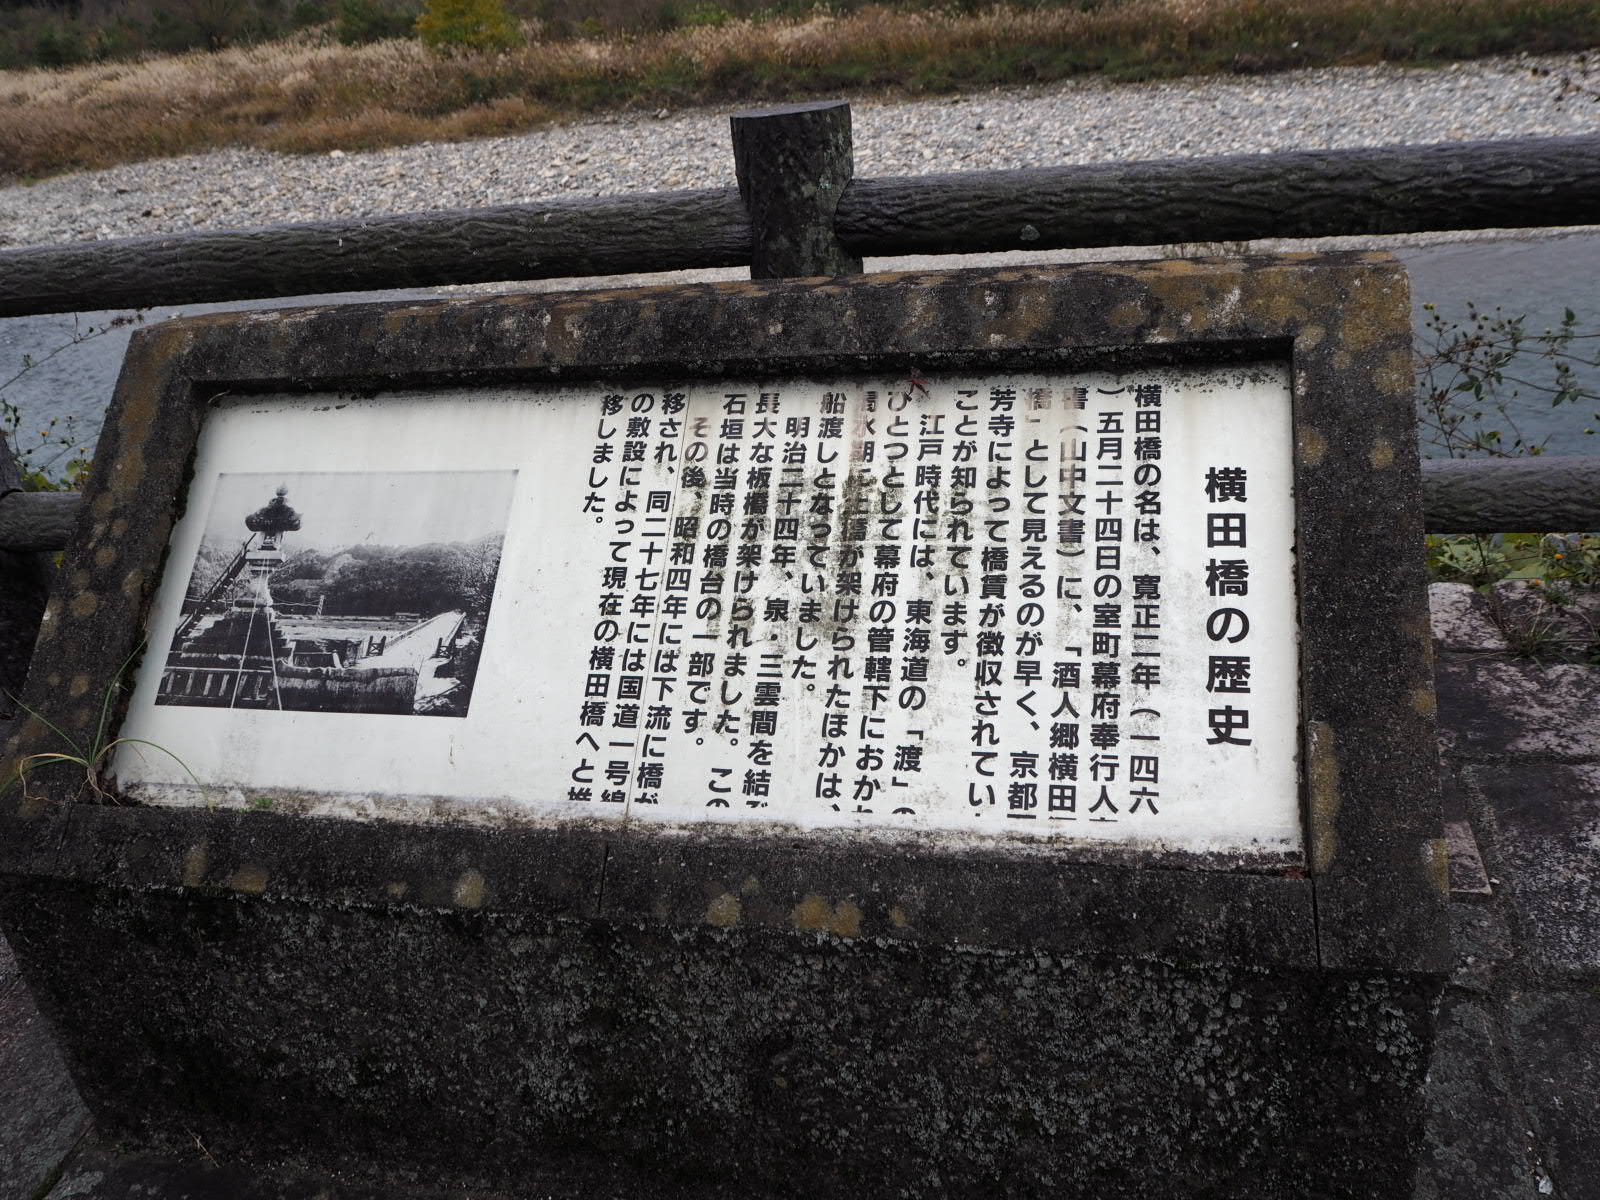 横田橋の歴史
横田橋の名は、寛正二年(一四六
)五月二十四日の室町幕府奉行人
書(山中文書)に、「酒人郷横田
橋」として見えるのが早く、京都
芳寺によって橋賃が徴収されてい
ことが知られています。
江戸時代には、東海道の「渡」の
ひとつとして幕府の管轄下におかれ
渇水期に土橋が架けられたほかは、
船渡しとなっていました。
明治二十四年、泉・三雲間を結ぶ
長大な板橋が架けられました。この
石垣は当時の橋台の一部です。
その後、昭和四年には下流に橋が
移され、同二十七年には国道一号線
の敷設によって現在の横田橋へと推
移しました。